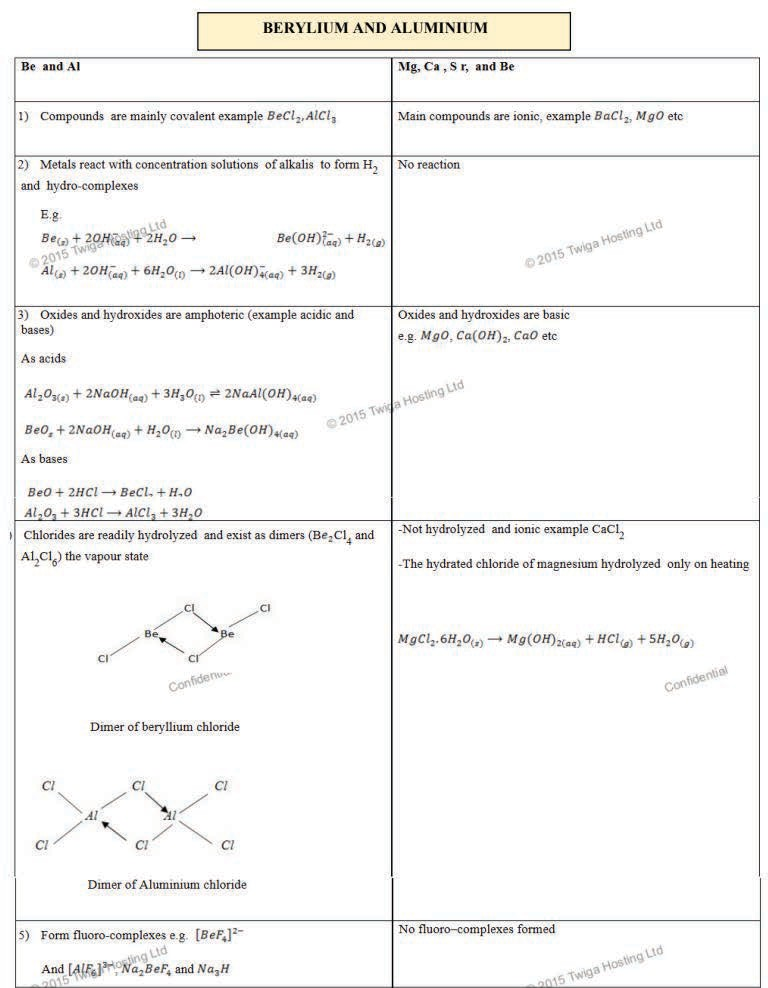 BERYLIUM AND ALUMINIUM
Be and Al
Mg, Ca , S r, and Be
1) Compounds are mainly covalent example BeCl₂, AlCl₃
Main compounds are ionic, example BaCl₂, MgO etc
2) Metals react with concentration solutions of alkalis to form H₂
and hydro-complexes
E.g.
Be(s) + 2OH⁻(aq) + 2H₂O → Be(OH)²⁻(aq) + H₂(g)
Al(s) + 2OH⁻(aq) + 6H₂O(l) → 2Al(OH)⁻4(aq) + 3H₂(g)
© 2015 Twiga Hosting Ltd
No reaction
© 2015 Twiga Hosting Ltd
3) Oxides and hydroxides are amphoteric (example acidic and
bases)
As acids
Al₂O₃(s) + 2NaOH(aq) + 3H₃O(l) ⇌ 2NaAl(OH)4(aq)
BeOs + 2NaOH(aq) + H₂O(l) → Na₂Be(OH)4(aq)
As bases
BeO + 2HCl → BeCl₂ + H₂O
Al₂O₃ + 3HCl → AlCl₃ + 3H₂O
Oxides and hydroxides are basic
e.g. MgO, Ca(OH)₂, CaO etc
© 2015 Twiga Hosting Ltd
) Chlorides are readily hydrolyzed and exist as dimers (Be₂Cl₄ and
Al₂Cl₆) the vapour state
Cl Cl
Be Be
Cl Cl
Confidential
Dimer of beryllium chloride
Cl Cl Cl
Al Al
Cl Cl Cl
Dimer of Aluminium chloride
-Not hydrolyzed and ionic example CaCl₂
-The hydrated chloride of magnesium hydrolyzed only on heating
MgCl₂.6H₂O(s) → Mg(OH)₂(aq) + HCl(g) + 5H₂O(g)
Confidential
5) Form fluoro-complexes e.g. [BeF₄]²⁻
And [AlF₆]³⁻, Na₂BeF₄ and Na₃H
2015 Twiga Hosting Ltd
No fluoro–complexes formed
2015 Twiga Hosting Ltd